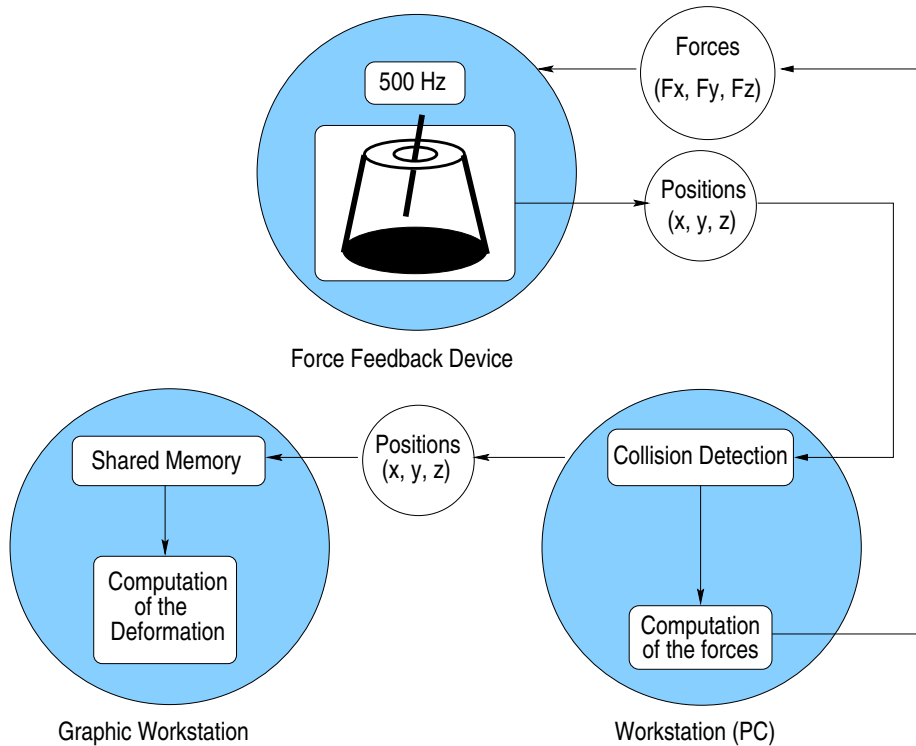 Forces
(Fx, Fy, Fz)
500 Hz
Positions
(x, y, z)
Force Feedback Device
Shared Memory
Positions
(x, y, z)
Collision Detection
Computation
of the
Deformation
Computation
of the forces
Graphic Workstation
Workstation (PC)